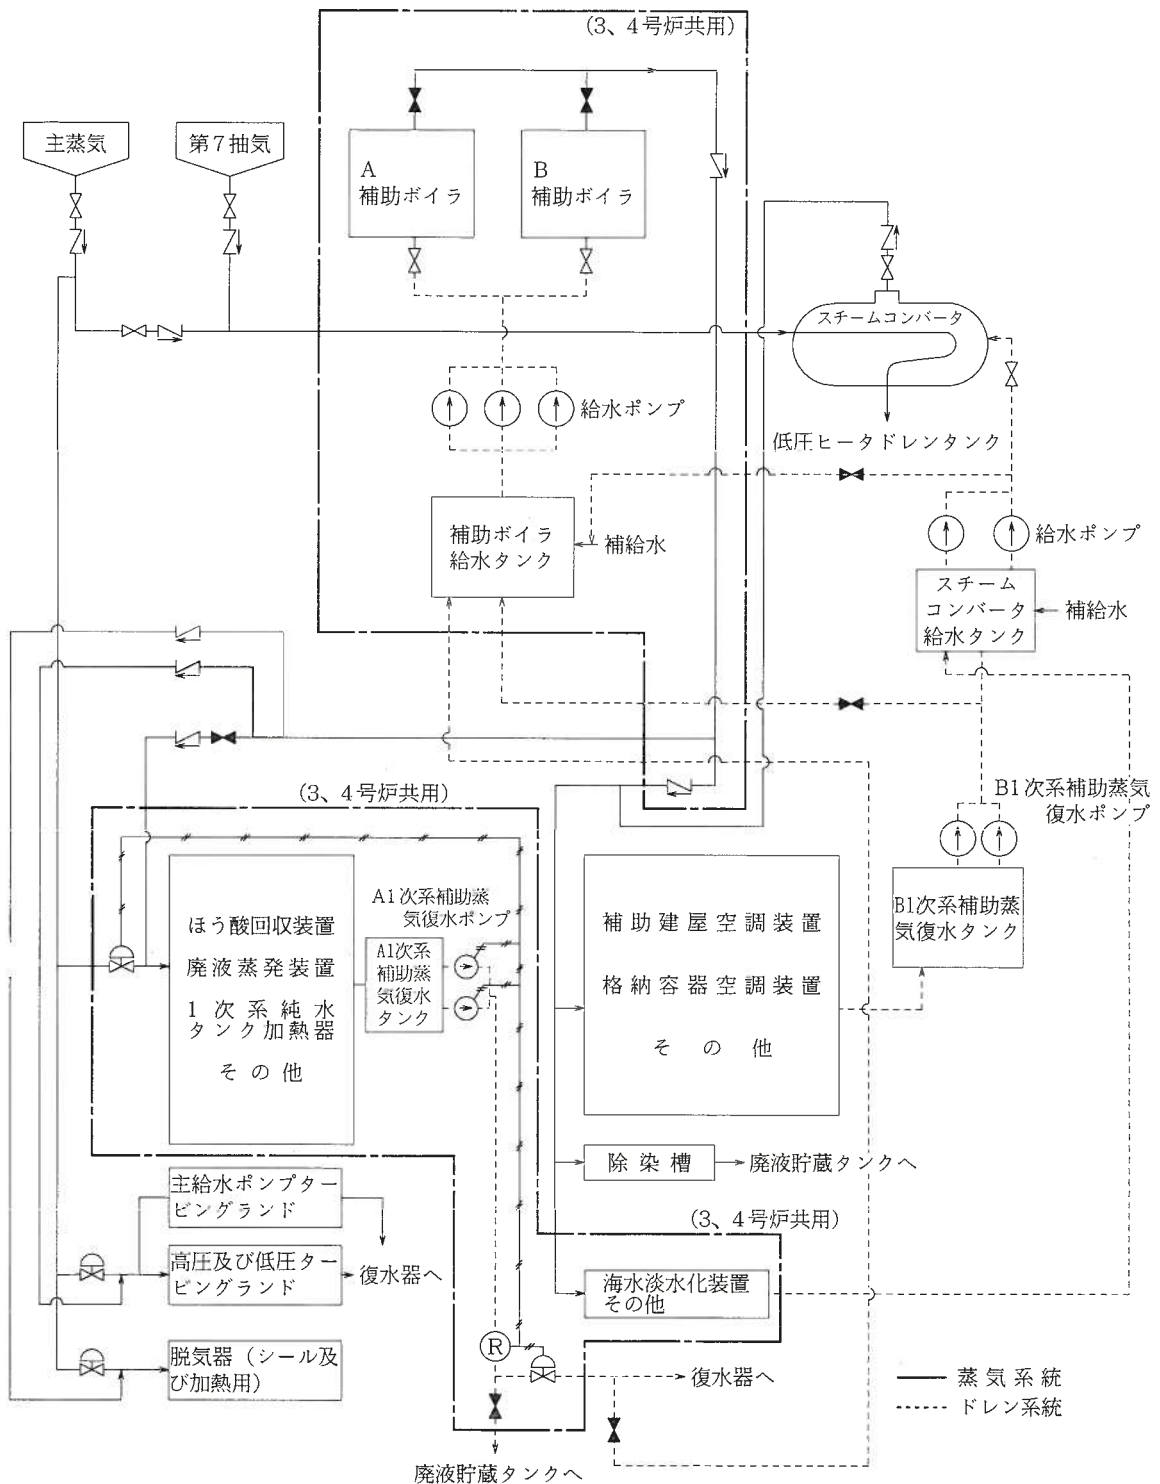 (3、4号炉共用)
主蒸気
第7抽気
A
補助ボイラ
B
補助ボイラ
スチームコンバータ
給水ポンプ
低圧ヒータドレンタンク
補助ボイラ
給水タンク
補給水
給水ポンプ
スチーム
コンバータ
給水タンク
補給水
(3、4号炉共用)
B1次系補助蒸気
復水ポンプ
ほう酸回収装置
廃液蒸発装置
1次系純水
タンク加熱器
その他
A1次系補助蒸
気復水ポンプ
A1次系
補助蒸
気復水
タンク
補助建屋空調装置
格納容器空調装置
その他
B1次系補助蒸
気復水タンク
除染槽
廃液貯蔵タンクへ
主給水ポンプター
ビングランド
(3、4号炉共用)
高圧及び低圧ター
ビングランド
復水器へ
海水淡水化装置
その他
脱気器(シール及
び加熱用)
R
復水器へ
蒸気系統
ドレン系統
廃液貯蔵タンクへ